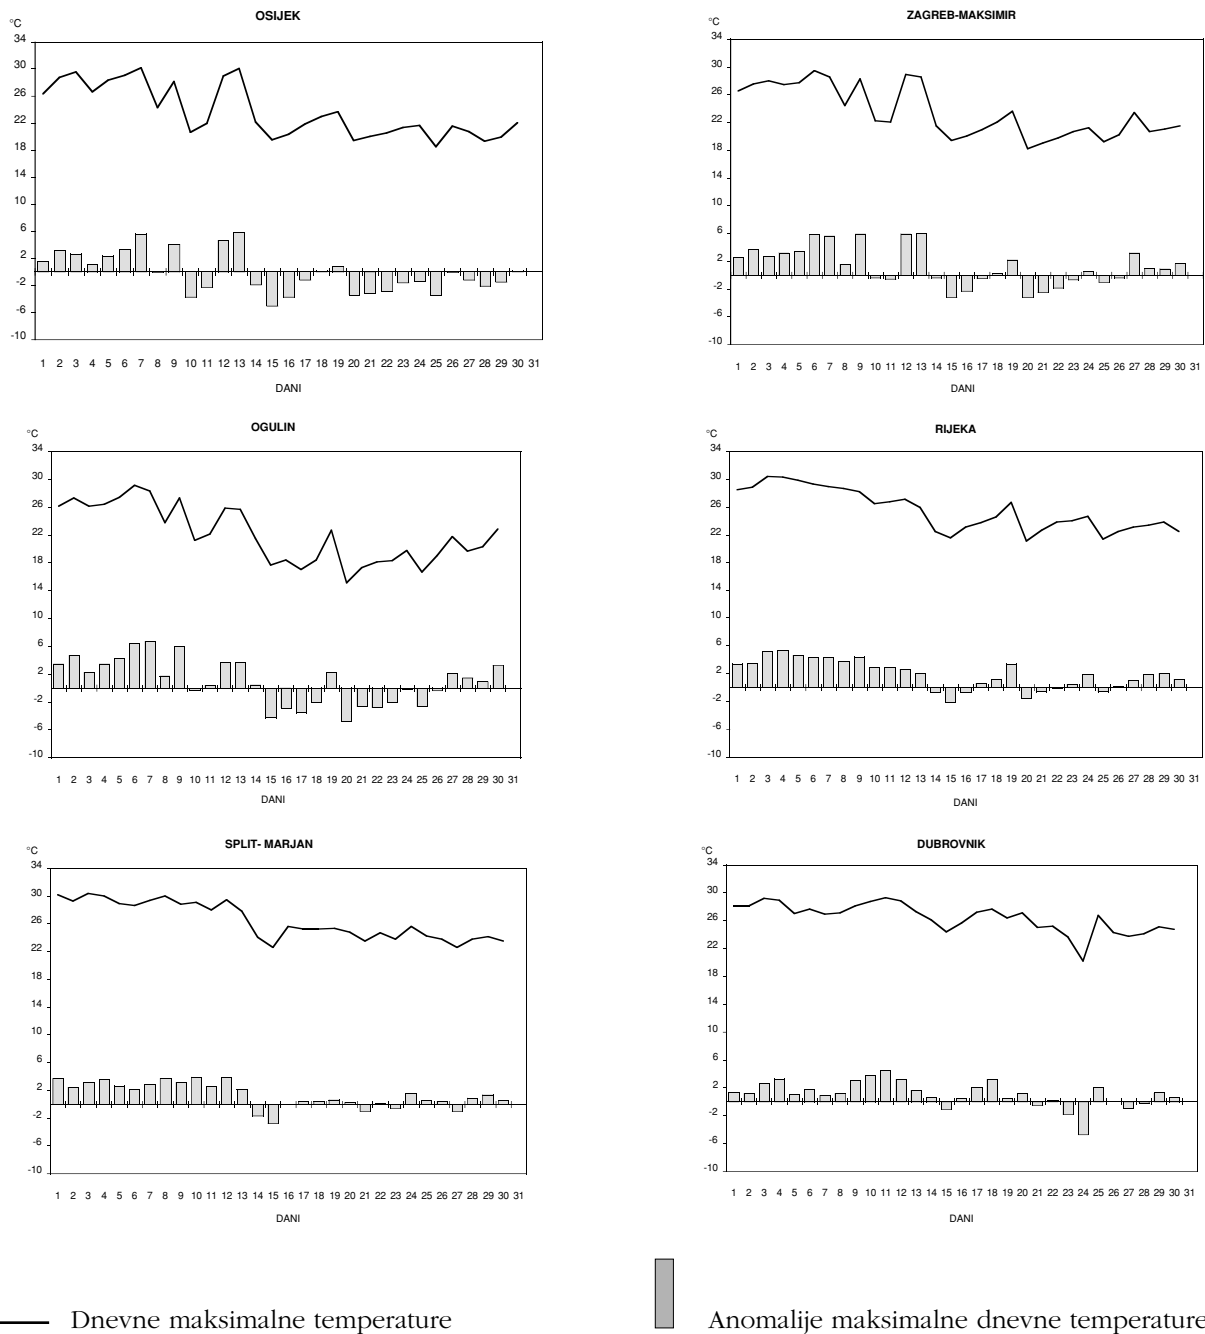 OSIJEK
°C
34
30
26
22
18
14
10
6
2
-2
-6
-10
1 2 3 4 5 6 7 8 9 10 11 12 13 14 15 16 17 18 19 20 21 22 23 24 25 26 27 28 29 30 31
DANI
ZAGREB-MAKSIMIR
°C
34
30
26
22
18
14
10
6
2
-2
-6
-10
1 2 3 4 5 6 7 8 9 10 11 12 13 14 15 16 17 18 19 20 21 22 23 24 25 26 27 28 29 30 31
DANI
OGULIN
°C
34
30
26
22
18
14
10
6
2
-2
-6
-10
1 2 3 4 5 6 7 8 9 10 11 12 13 14 15 16 17 18 19 20 21 22 23 24 25 26 27 28 29 30 31
DANI
RIJEKA
°C
34
30
26
22
18
14
10
6
2
-2
-6
-10
1 2 3 4 5 6 7 8 9 10 11 12 13 14 15 16 17 18 19 20 21 22 23 24 25 26 27 28 29 30 31
DANI
SPLIT- MARJAN
°C
34
30
26
22
18
14
10
6
2
-2
-6
-10
1 2 3 4 5 6 7 8 9 10 11 12 13 14 15 16 17 18 19 20 21 22 23 24 25 26 27 28 29 30 31
DANI
DUBROVNIK
°C
34
30
26
22
18
14
10
6
2
-2
-6
-10
1 2 3 4 5 6 7 8 9 10 11 12 13 14 15 16 17 18 19 20 21 22 23 24 25 26 27 28 29 30 31
DANI
Dnevne maksimalne temperature
Anomalije maksimalne dnevne temperature